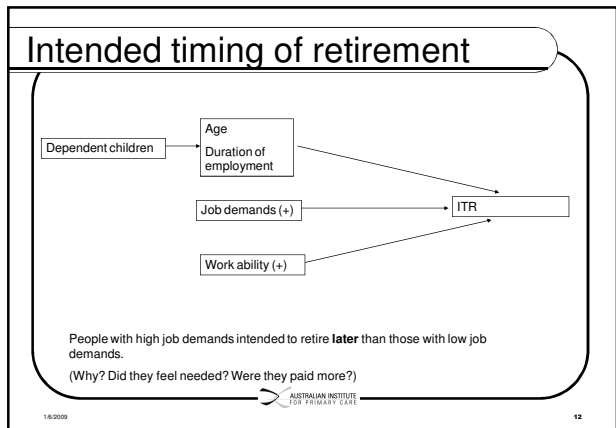 Intended timing of retirement
Dependent children
Age
Duration of
employment
Job demands (+)
ITR
Work ability (+)
People with high job demands intended to retire later than those with low job
demands.
(Why? Did they feel needed? Were they paid more?)
AUSTRALIAN INSTITUTE
FOR PRIMARY CARE
1/6/2009
12